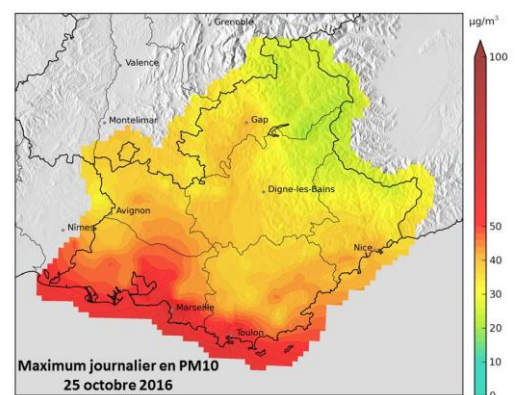 Grenoble
µg/m³
Valence
100
Montelimar
Gap
Digne-les-Bains
Avignon
Nîmes
50
Nice
40
Marseille
30
Toulon
20
Maximum journalier en PM10
10
25 octobre 2016
0